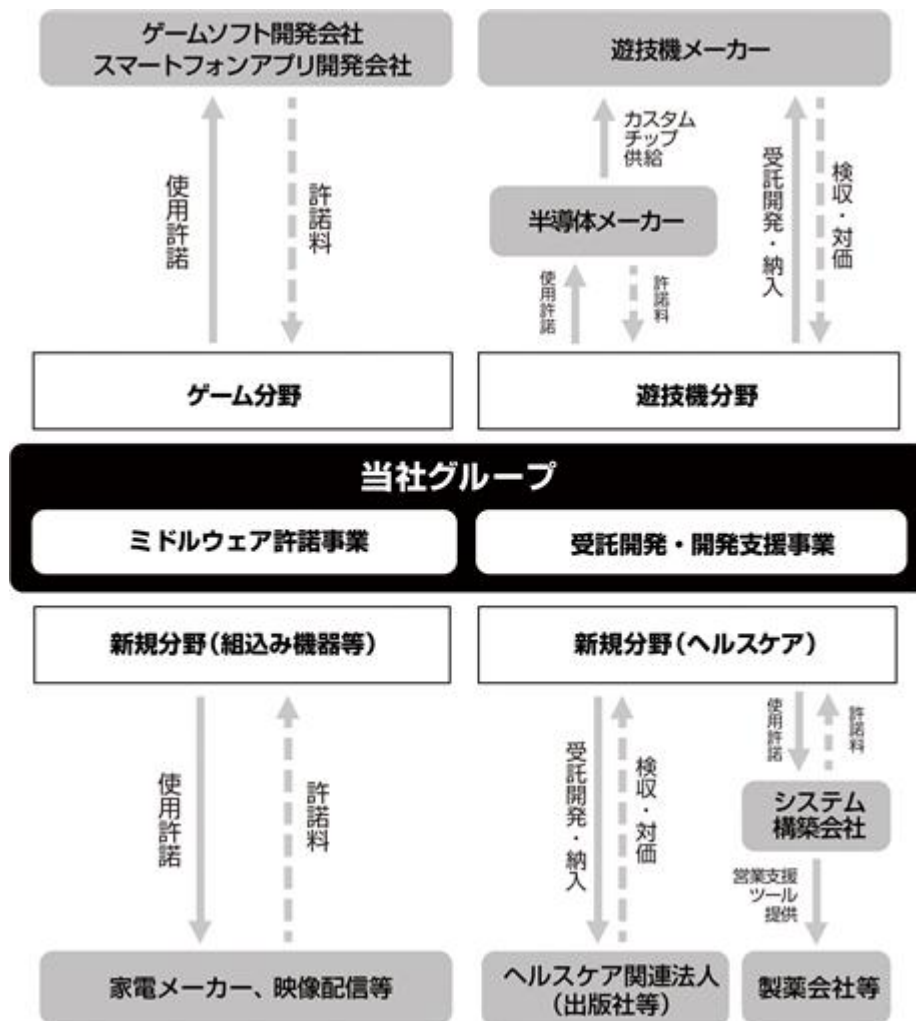 ゲームソフト開発会社
スマートフォンアプリ開発会社
遊技機メーカー
使用許諾
許諾料
カスタム
チップ
供給
半導体メーカー
使用許諾
許諾料
受託開発・納入
検収・対価
ゲーム分野
遊技機分野
当社グループ
ミドルウェア許諾事業
受託開発・開発支援事業
新規分野(組込み機器等)
新規分野(ヘルスケア)
使用許諾
許諾料
受託開発・納入
検収・対価
使用許諾
許諾料
システム
構築会社
営業支援
ツール
提供
家電メーカー、映像配信等
ヘルスケア関連法人
(出版社等)
製薬会社等